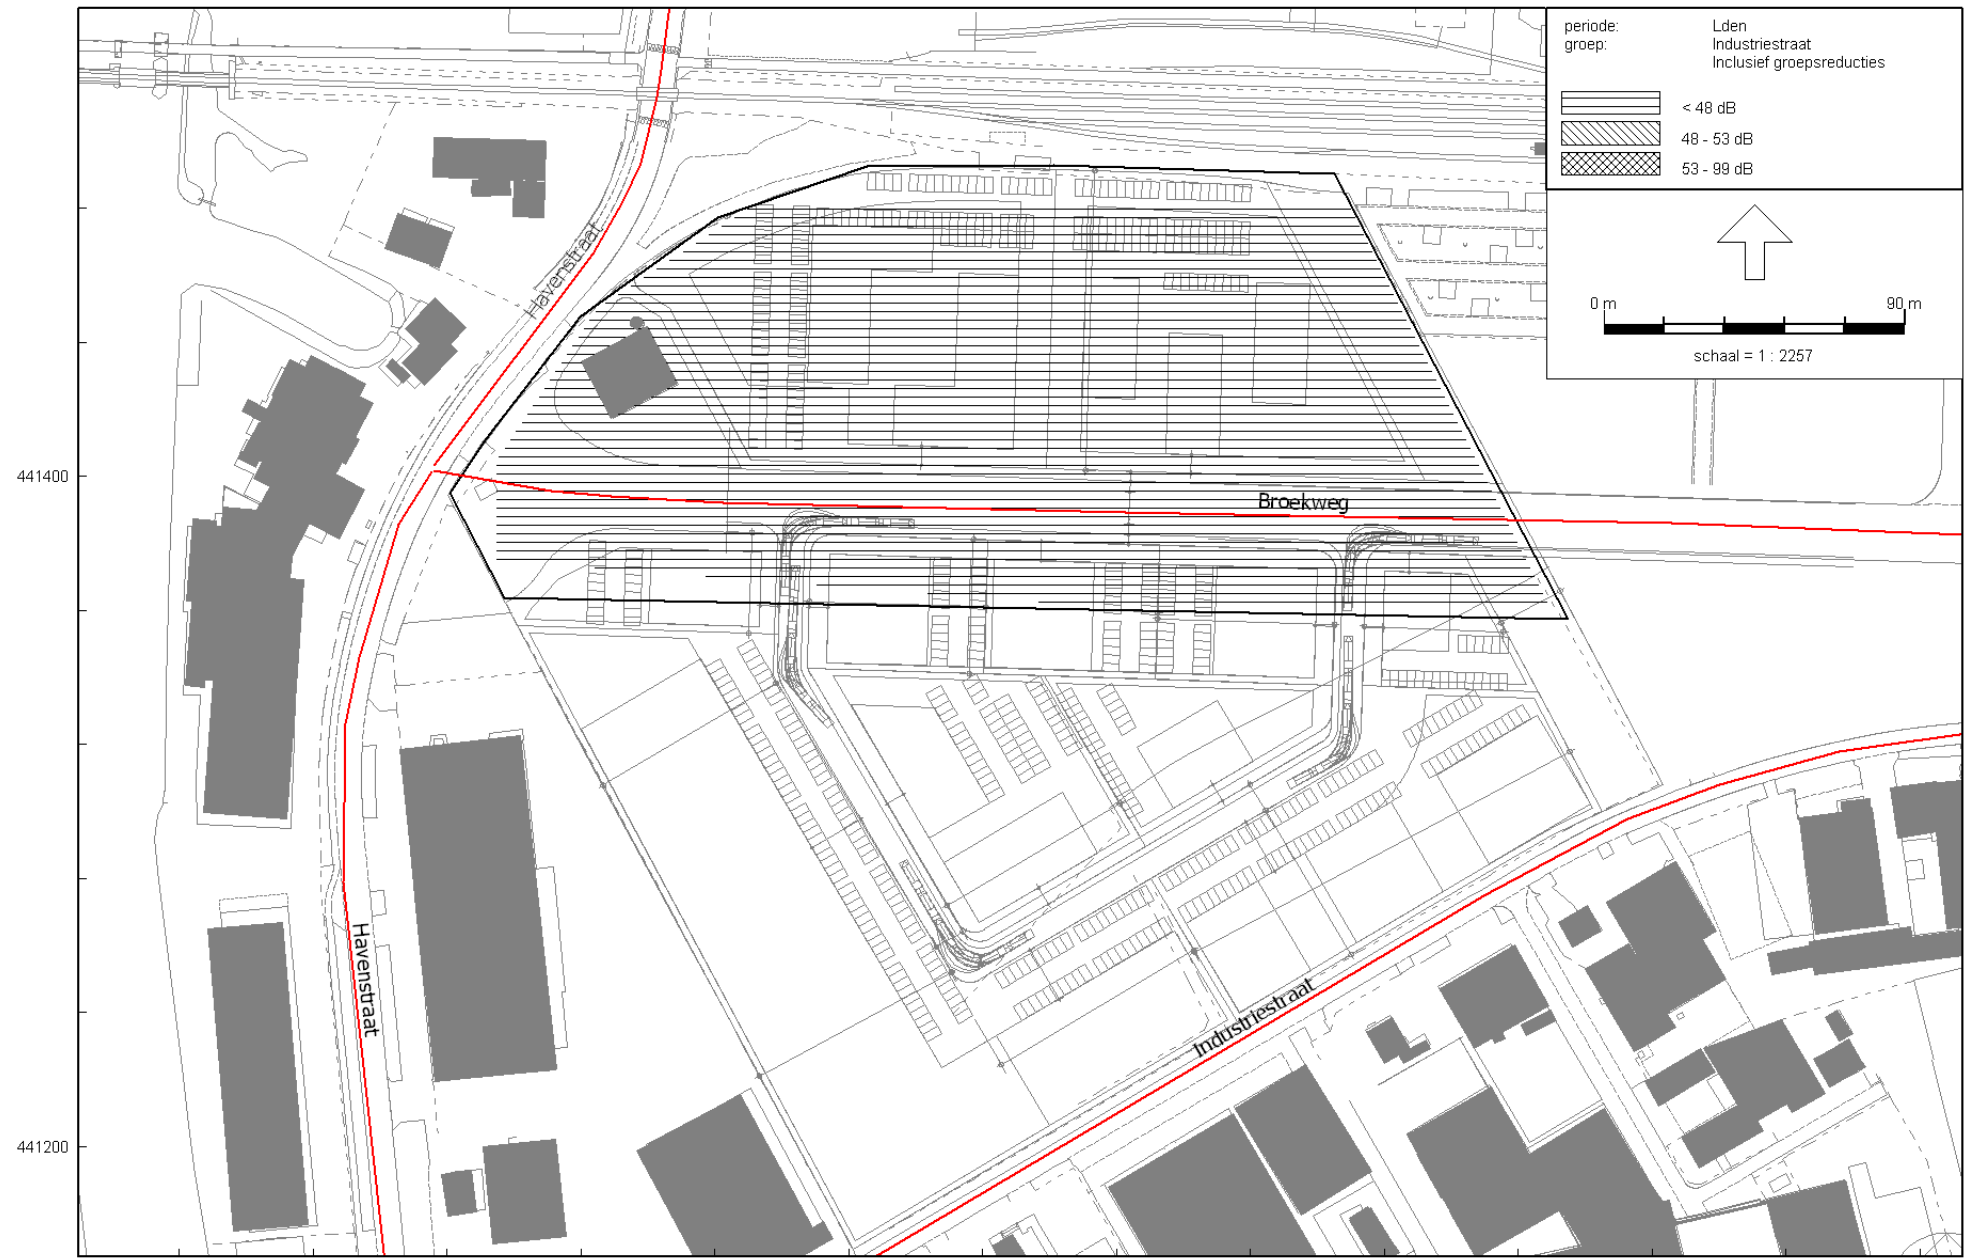 periode: Lden
groep: Industriestraat
Inclusief groepsreducties
< 48 dB
48 - 53 dB
53 - 99 dB
0 m 90 m
schaal = 1 : 2257
Havenstraat
441400
Broekweg
Havenstraat
Industriestraat
441200